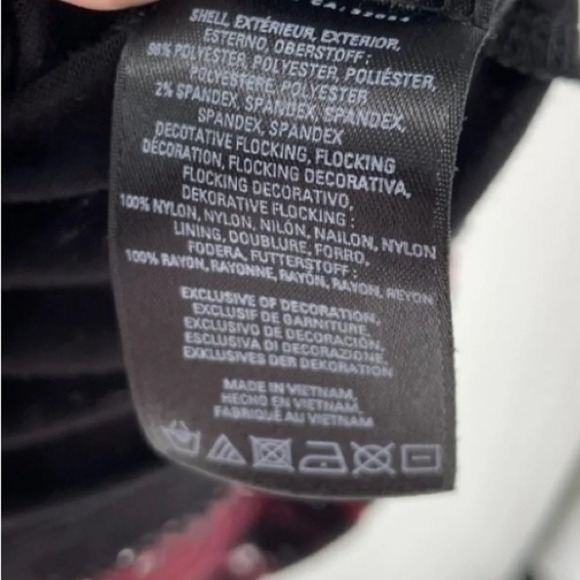 SHELL EXTÉRIEUR, EXTERIOR,
ESTERNO, OBERSTOFF :
98% POLYESTER, POLYESTER, POLIÉSTER,
POLYESTERE, POLYESTER
2% SPANDEX, SPANDEX, SPANDEX,
SPANDEX, SPANDEX
DECOTATIVE FLOCKING, FLOCKING
DÉCORATION, FLOCKING DECORATIVA,
FLOCKING DECORATIVO,
DEKORATIVE FLOCKING :
100% NYLON, NYLON, NILÓN, NAILON, NYLON
LINING, DOUBLURE, FORRO,
FODERA, FUTTERSTOFF :
100% RAYON, RAYONNE, RAYÓN, RAYON, REYON
EXCLUSIVE OF DECORATION,
EXCLUSIF DE GARNITURE,
EXCLUSIVO DE DECORACIÓN,
ESCLUSIVA DI DECORAZIONE,
EXKLUSIVES DER DEKORATION
MADE IN VIETNAM,
HECHO EN VIETNAM,
FABRIQUÉ AU VIETNAM